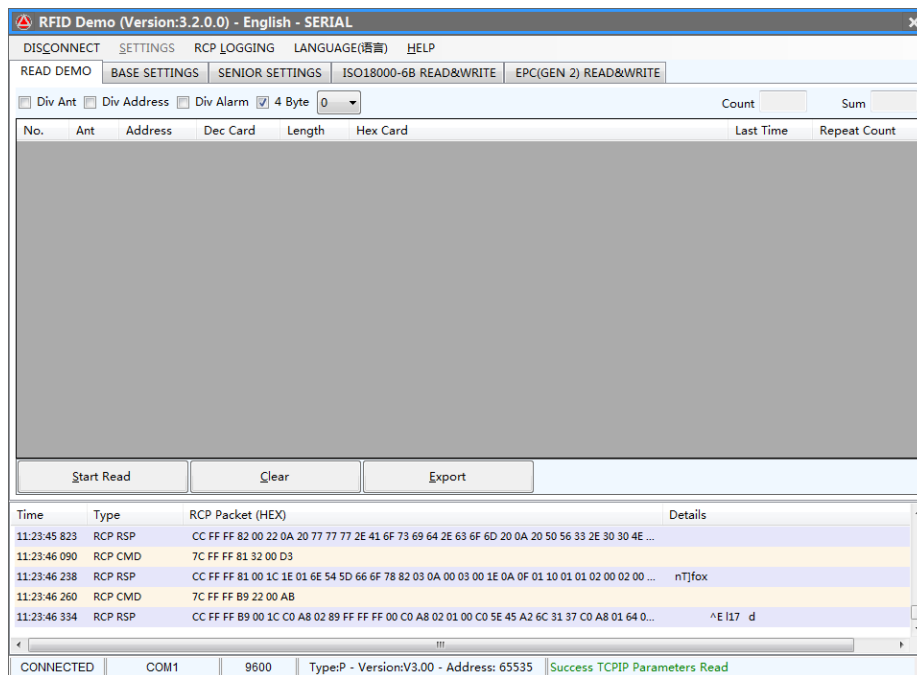 RFID Demo (Version:3.2.0.0) - English - SERIAL
DISCONNECT SETTINGS RCP LOGGING LANGUAGE(语言) HELP
READ DEMO BASE SETTINGS SENIOR SETTINGS ISO18000-6B READ&WRITE EPC(GEN 2) READ&WRITE
Div Ant Div Address Div Alarm 4 Byte 0 Count Sum
No. Ant Address Dec Card Length Hex Card Last Time Repeat Count
Start Read Clear Export
Time Type RCP Packet (HEX) Details
11:23:45 823 RCP RSP CC FF FF 82 00 22 0A 20 77 77 77 2E 41 6F 73 69 64 2E 63 6F 6D 20 0A 20 50 56 33 2E 30 30 4E ...
11:23:46 090 RCP CMD 7C FF FF 81 32 00 D3
11:23:46 238 RCP RSP CC FF FF 81 00 1C 1E 01 6E 54 5D 66 6F 78 82 03 0A 00 03 00 1E 0A 0F 01 10 01 01 02 00 02 00 ... nT]fox
11:23:46 260 RCP CMD 7C FF FF B9 22 00 AB
11:23:46 334 RCP RSP CC FF FF B9 00 1C C0 A8 02 89 FF FF FF 00 C0 A8 02 01 00 C0 5E 45 A2 6C 31 37 C0 A8 01 64 0... ^E l17 d
CONNECTED COM1 9600 Type:P - Version:V3.00 - Address: 65535 Success TCPIP Parameters Read